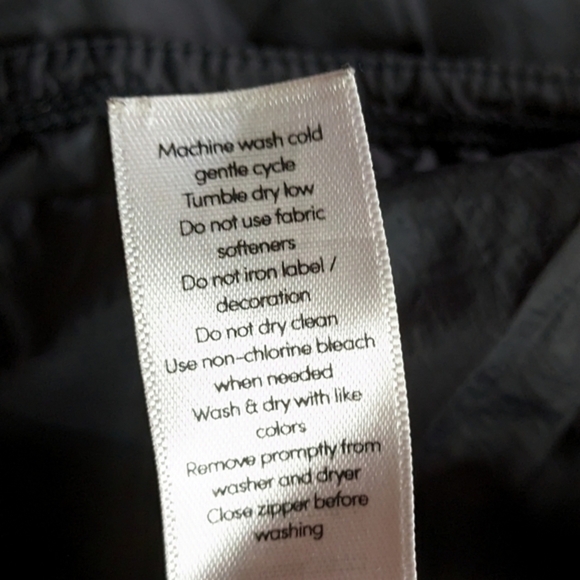 Machine wash cold
gentle cycle
Tumble dry low
Do not use fabric
softeners
Do not iron label /
decoration
Do not dry clean
Use non-chlorine bleach
when needed
Wash & dry with like
colors
Remove promptly from
washer and dryer
Close zipper before
washing